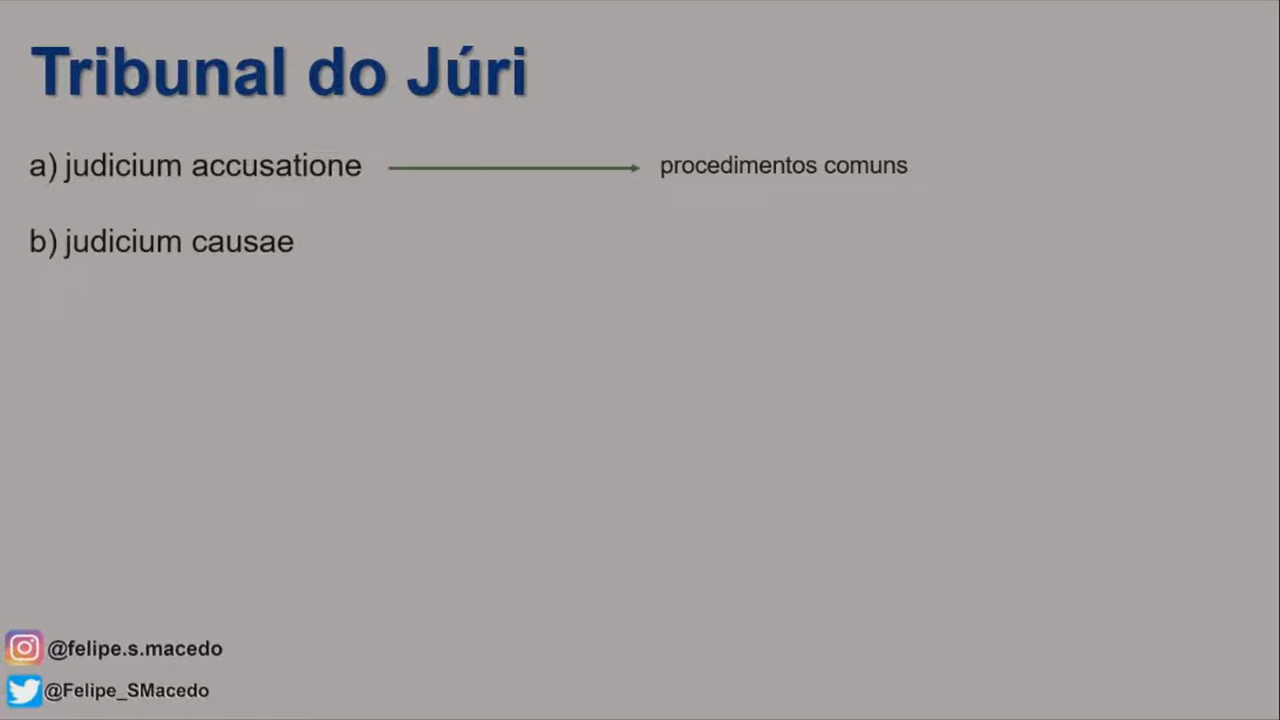 Tribunal do Júri
a) judicium accusatione procedimentos comuns
b) judicium causae
@felipe.s.macedo
@Felipe_SMacedo